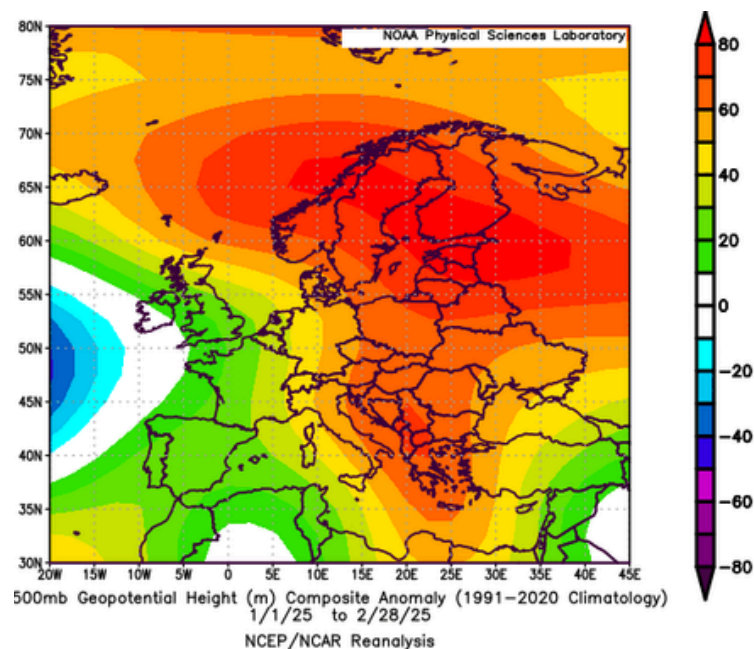 NOAA Physical Sciences Laboratory
80N
75N
70N
65N
60N
55N
50N
45N
40N
35N
30N
20W 15W 10W 5W 0 5E 10E 15E 20E 25E 30E 35E 40E 45E
80
60
40
20
0
-20
-40
-60
-80
500mb Geopotential Height (m) Composite Anomaly (1991-2020 Climatology)
1/1/25 to 2/28/25
NCEP/NCAR Reanalysis